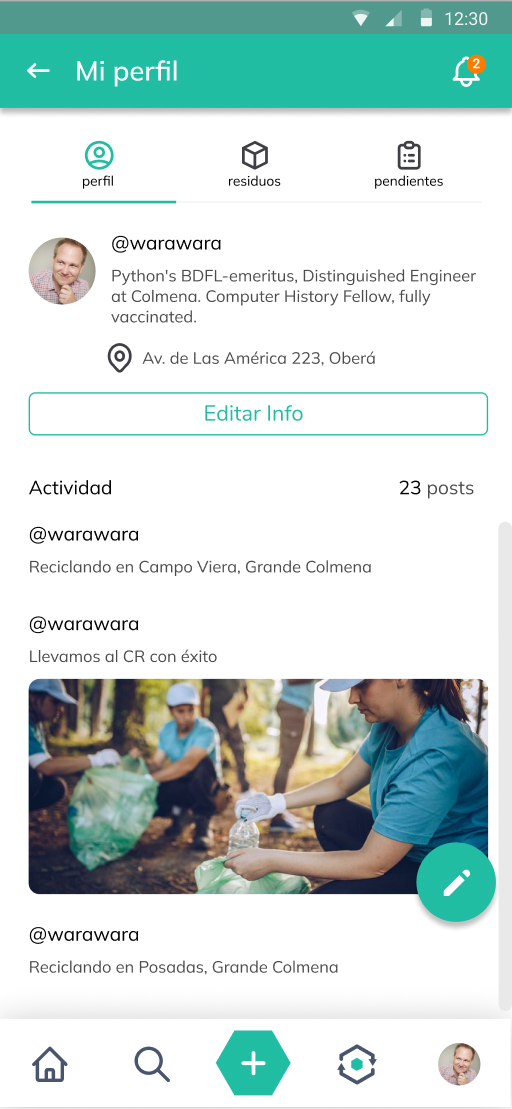 12:30
Mi perfil
2
perfil
residuos
pendientes
@warawara
Python's BDFL-emeritus, Distinguished Engineer
at Colmena. Computer History Fellow, fully
vaccinated.
Av. de Las América 223, Oberá
Editar Info
Actividad
23 posts
@warawara
Reciclando en Campo Viera, Grande Colmena
@warawara
Llevamos al CR con éxito
@warawara
Reciclando en Posadas, Grande Colmena